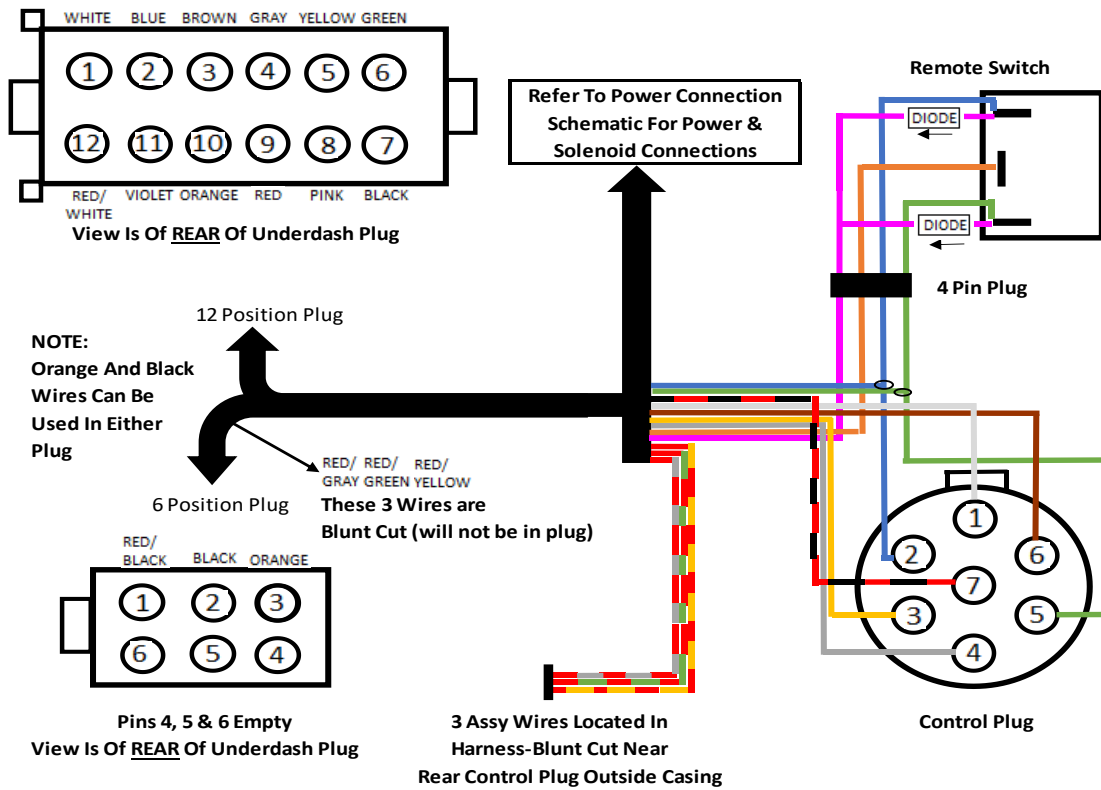 WHITE BLUE BROWN GRAY YELLOW GREEN
1 2 3 4 5 6
12 11 10 9 8 7
RED/ WHITE VIOLET ORANGE RED PINK BLACK
View Is Of REAR Of Underdash Plug
Refer To Power Connection
Schematic For Power &
Solenoid Connections
Remote Switch
DIODE
DIODE
4 Pin Plug
12 Position Plug
NOTE:
Orange And Black
Wires Can Be
Used In Either
Plug
6 Position Plug
RED/ RED/ RED/
GRAY GREEN YELLOW
These 3 Wires are
Blunt Cut (will not be in plug)
RED/
BLACK BLACK ORANGE
1 2 3
6 5 4
Pins 4, 5 & 6 Empty
View Is Of REAR Of Underdash Plug
3 Assy Wires Located In
Harness-Blunt Cut Near
Rear Control Plug Outside Casing
1
2 6
7
3 5
4
Control Plug